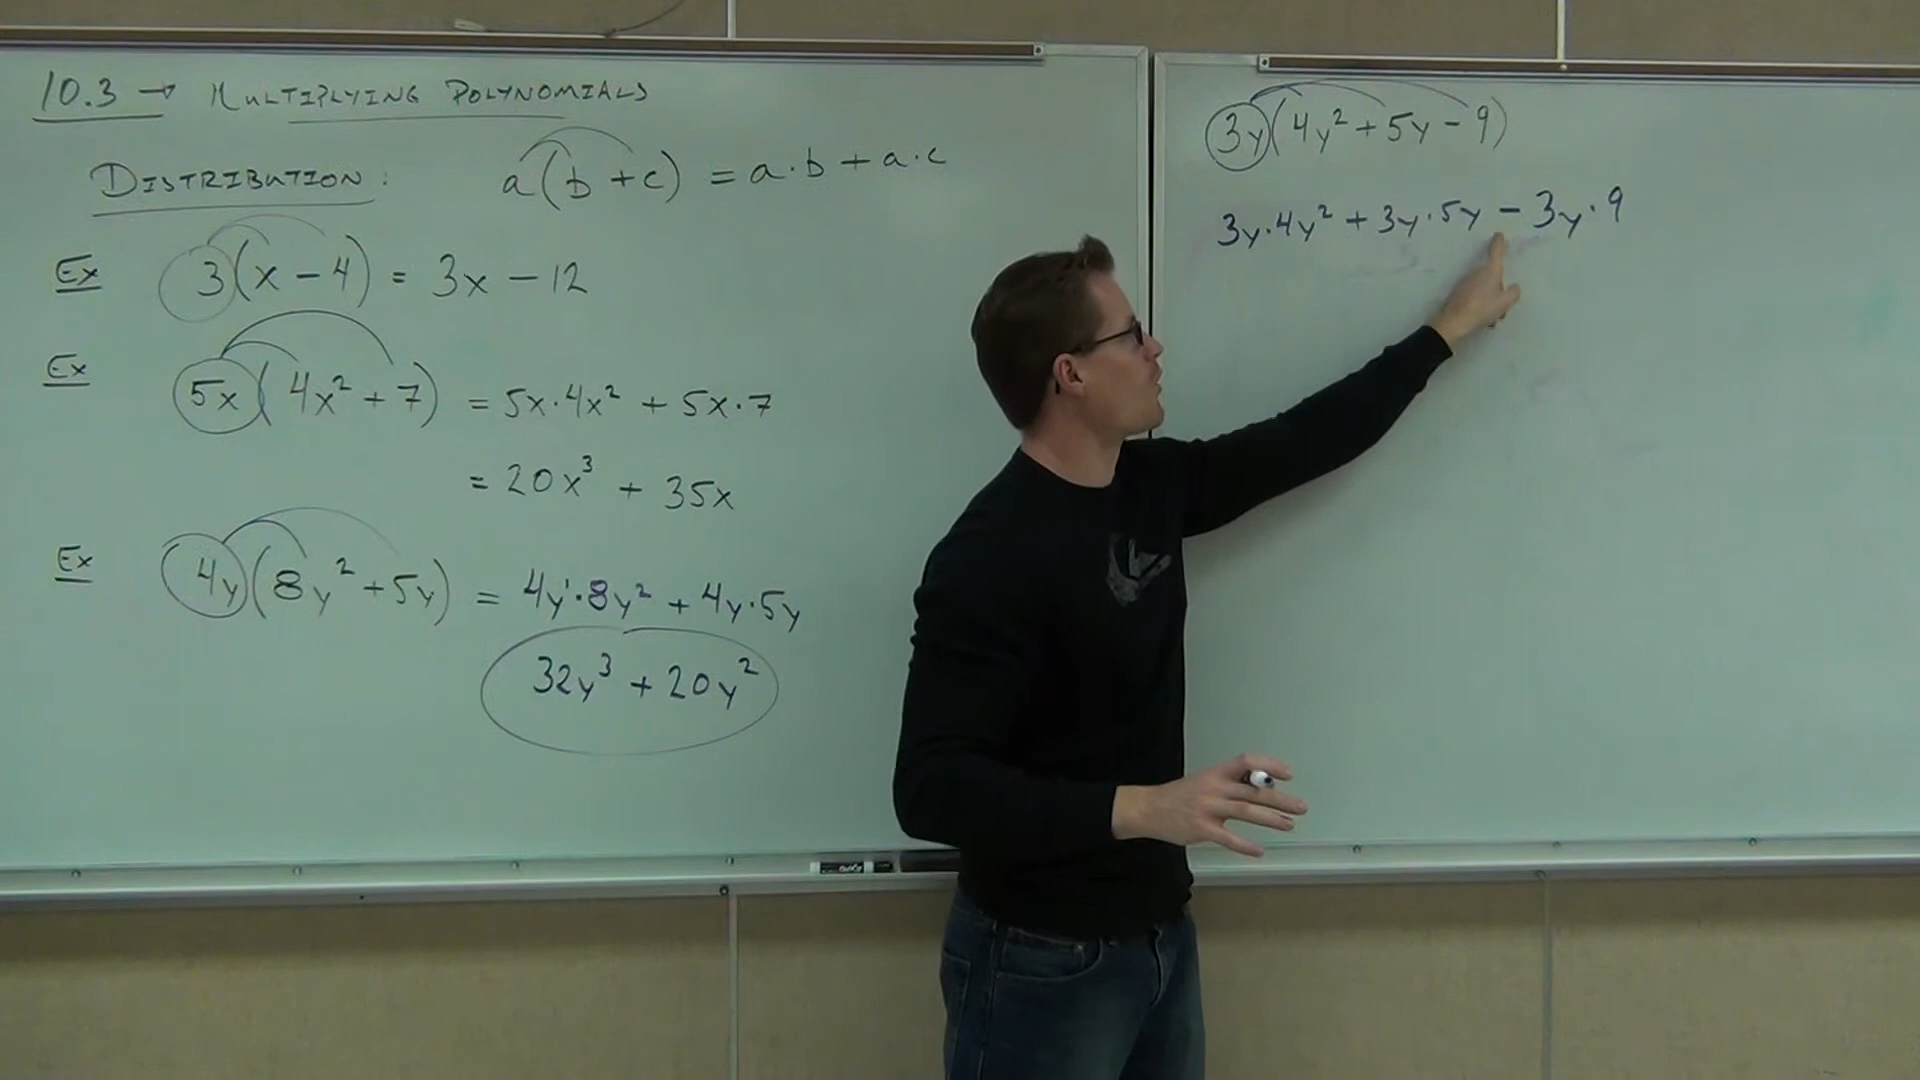 10.3 → MULTIPLYING POLYNOMIALS
DISTRIBUTION: a(b + c) = a·b + a·c
Ex 3(x - 4) = 3x - 12
Ex 5x(4x² + 7) = 5x·4x² + 5x·7
= 20x³ + 35x
Ex 4y(8y² + 5y) = 4y¹·8y² + 4y·5y
32y³ + 20y²
3y(4y² + 5y - 9)
3y·4y² + 3y·5y - 3y·9